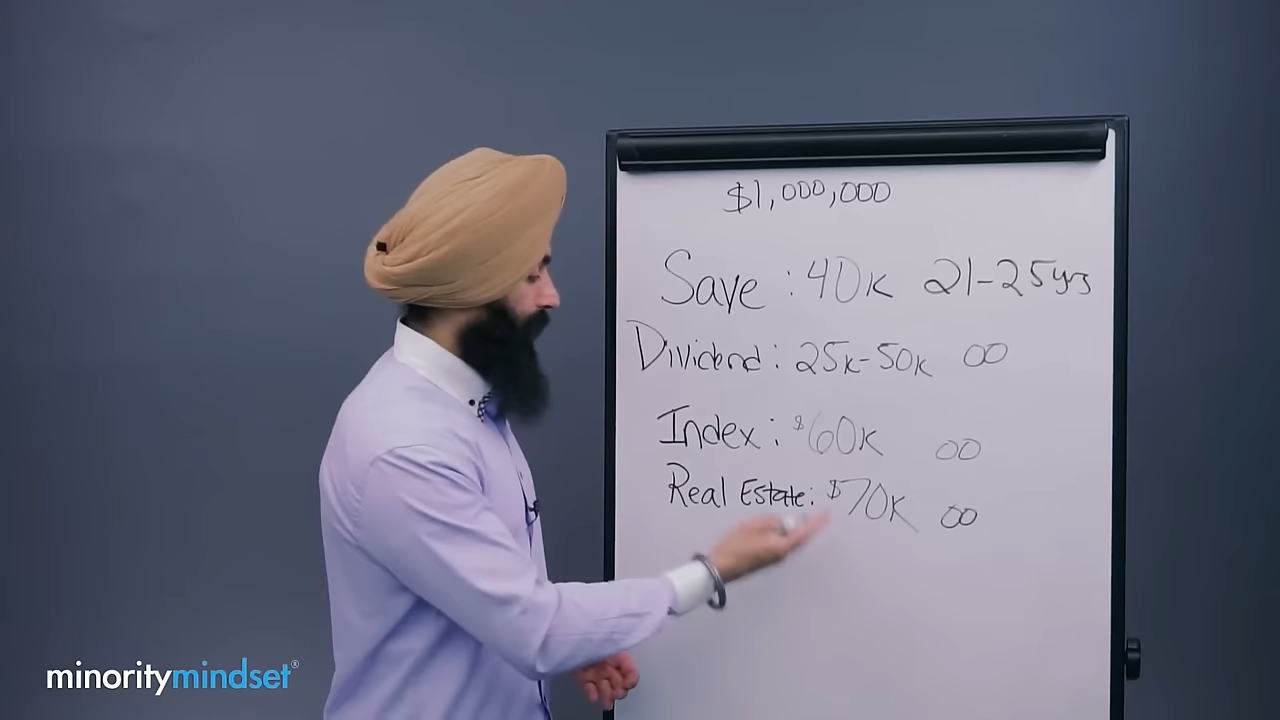 $1,000,000
Save : 40K 21-25yrs
Dividend : 25K-50K ∞
Index : $60K ∞
Real Estate : $70K ∞
minoritymindset®